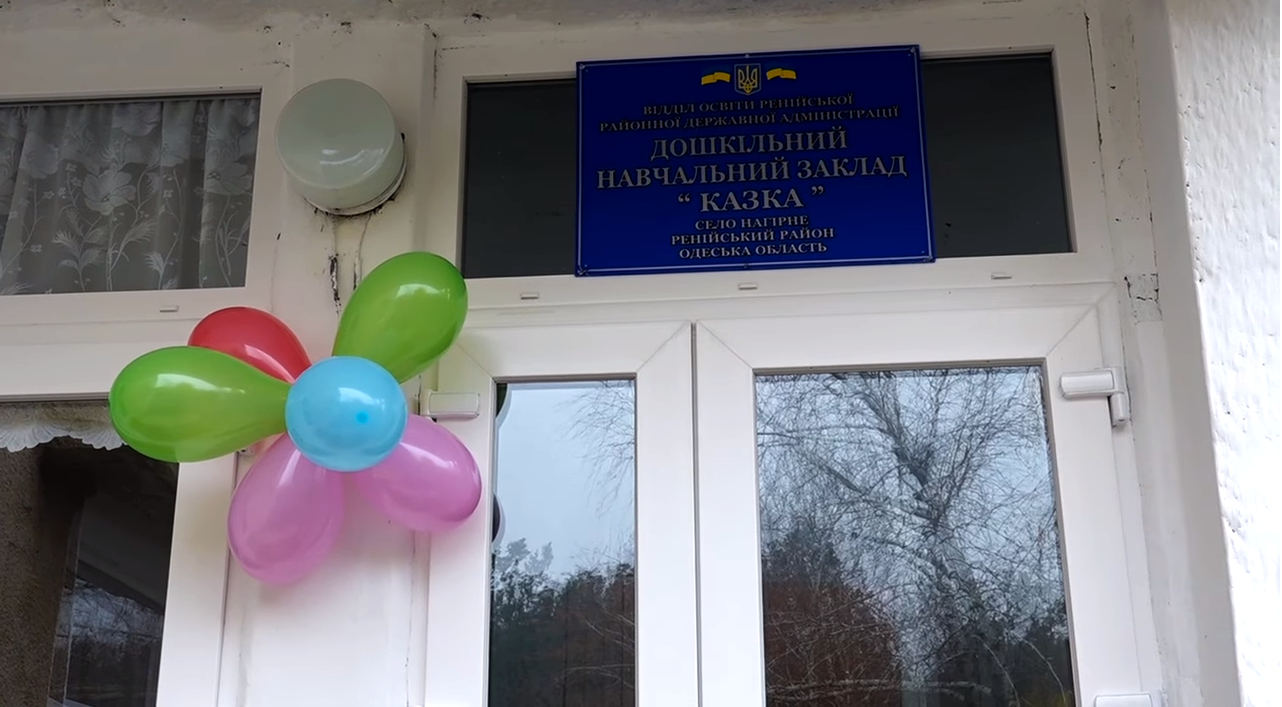 ВІДДІЛ ОСВІТИ РЕНІЙСЬКОЇ
РАЙОННОЇ ДЕРЖАВНОЇ АДМІНІСТРАЦІЇ
ДОШКІЛЬНИЙ
НАВЧАЛЬНИЙ ЗАКЛАД
“ КАЗКА ”
СЕЛО НАГІРНЕ
РЕНІЙСЬКИЙ РАЙОН
ОДЕСЬКА ОБЛАСТЬ